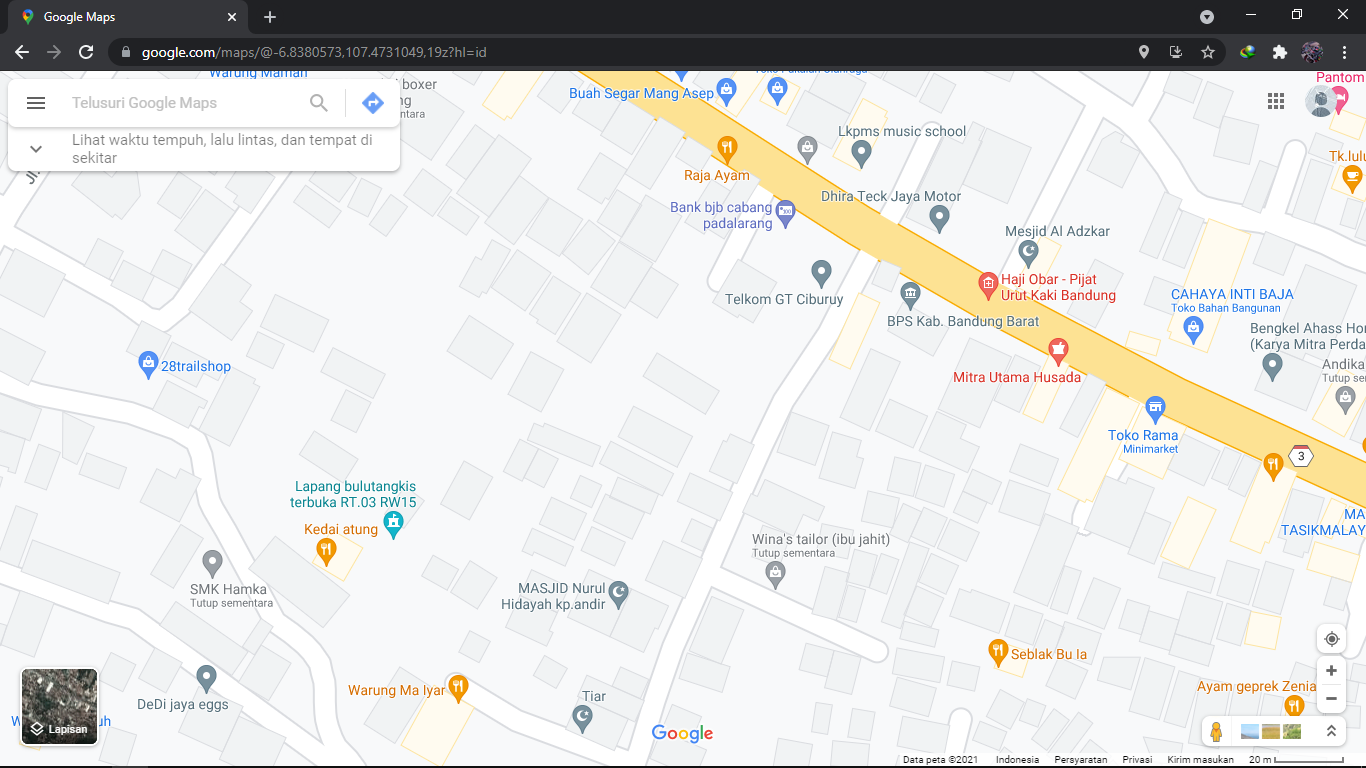 Google Maps
google.com/maps/@-6.8380573,107.4731049,19z?hl=id
Warung Maman
boxer
Telusuri Google Maps
Lihat waktu tempuh, lalu lintas, dan tempat di
sekitar
Buah Segar Mang Asep
Toko Pakaian Olahraga
Pantom
Lkpms music school
Raja Ayam
Tk.lulu
Dhira Teck Jaya Motor
Bank bjb cabang
padalarang
Mesjid Al Adzkar
Haji Obar - Pijat
Urut Kaki Bandung
Telkom GT Ciburuy
BPS Kab. Bandung Barat
CAHAYA INTI BAJA
Toko Bahan Bangunan
Bengkel Ahass Hon
(Karya Mitra Perda
Andika
Tutup sem
28trailshop
Mitra Utama Husada
Toko Rama
Minimarket
3
Lapang bulutangkis
terbuka RT.03 RW15
Kedai atung
MA
TASIKMALAY
Wina's tailor (ibu jahit)
Tutup sementara
SMK Hamka
Tutup sementara
MASJID Nurul
Hidayah kp.andir
Seblak Bu Ia
DeDi jaya eggs
Warung Ma Iyar
Tiar
Ayam geprek Zenia
Lapisan
Google
Data peta ©2021
Indonesia
Persyaratan
Privasi
Kirim masukan
20 m